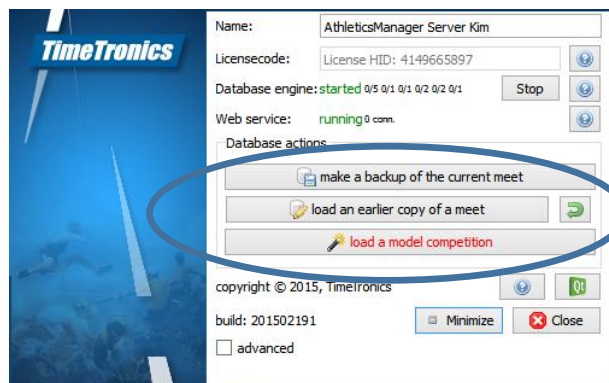 TimeTronics
Name: AthleticsManager Server Kim
Licensecode: License HID: 4149665897
Database engine: started 0/5 0/1 0/1 0/2 0/2 0/1 Stop
Web service: running 0 conn.
Database actions
make a backup of the current meet
load an earlier copy of a meet
load a model competition
copyright © 2015, TimeTronics
Qt
build: 201502191 Minimize Close
advanced